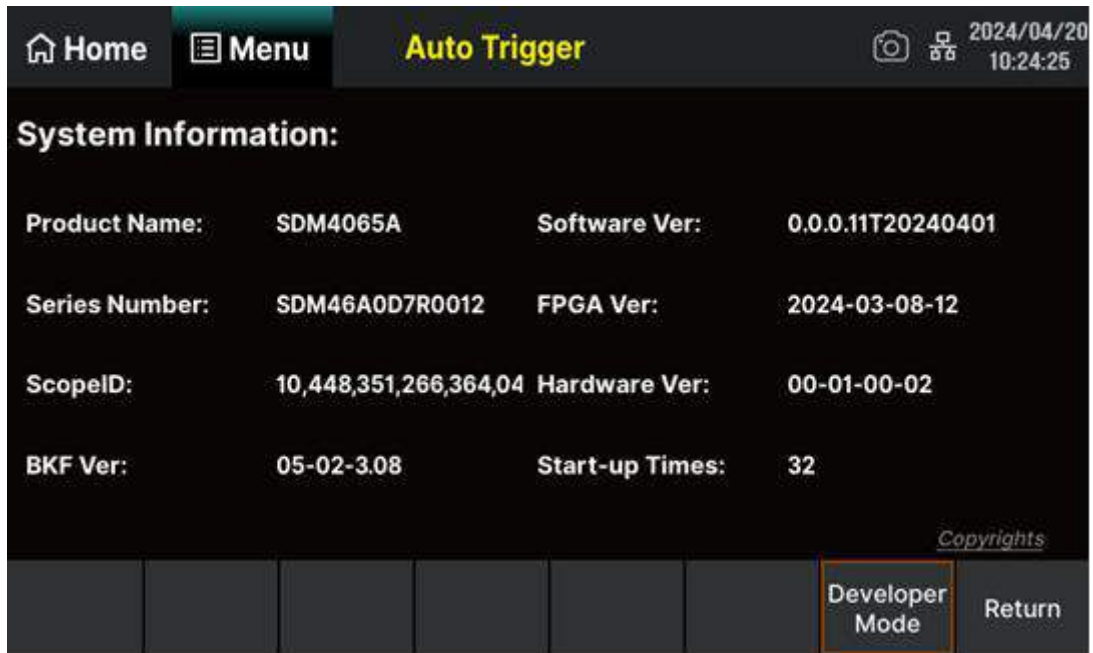 Home Menu Auto Trigger 2024/04/20
10:24:25
System Information:
Product Name: SDM4065A Software Ver: 0.0.0.11T20240401
Series Number: SDM46A0D7R0012 FPGA Ver: 2024-03-08-12
ScopeID: 10,448,351,266,364,04 Hardware Ver: 00-01-00-02
BKF Ver: 05-02-3.08 Start-up Times: 32
Copyrights
Developer
Mode
Return